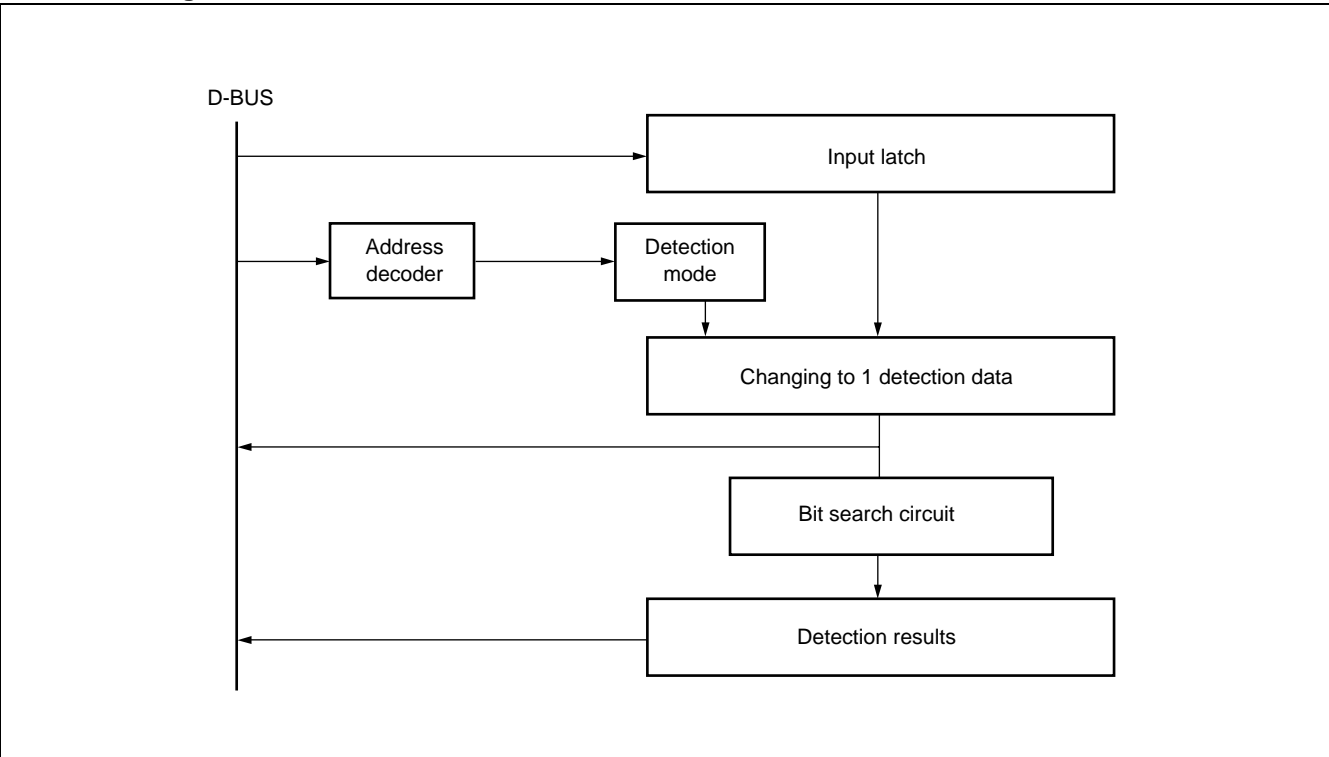 D-BUS
Input latch
Address
decoder
Detection
mode
Changing to 1 detection data
Bit search circuit
Detection results